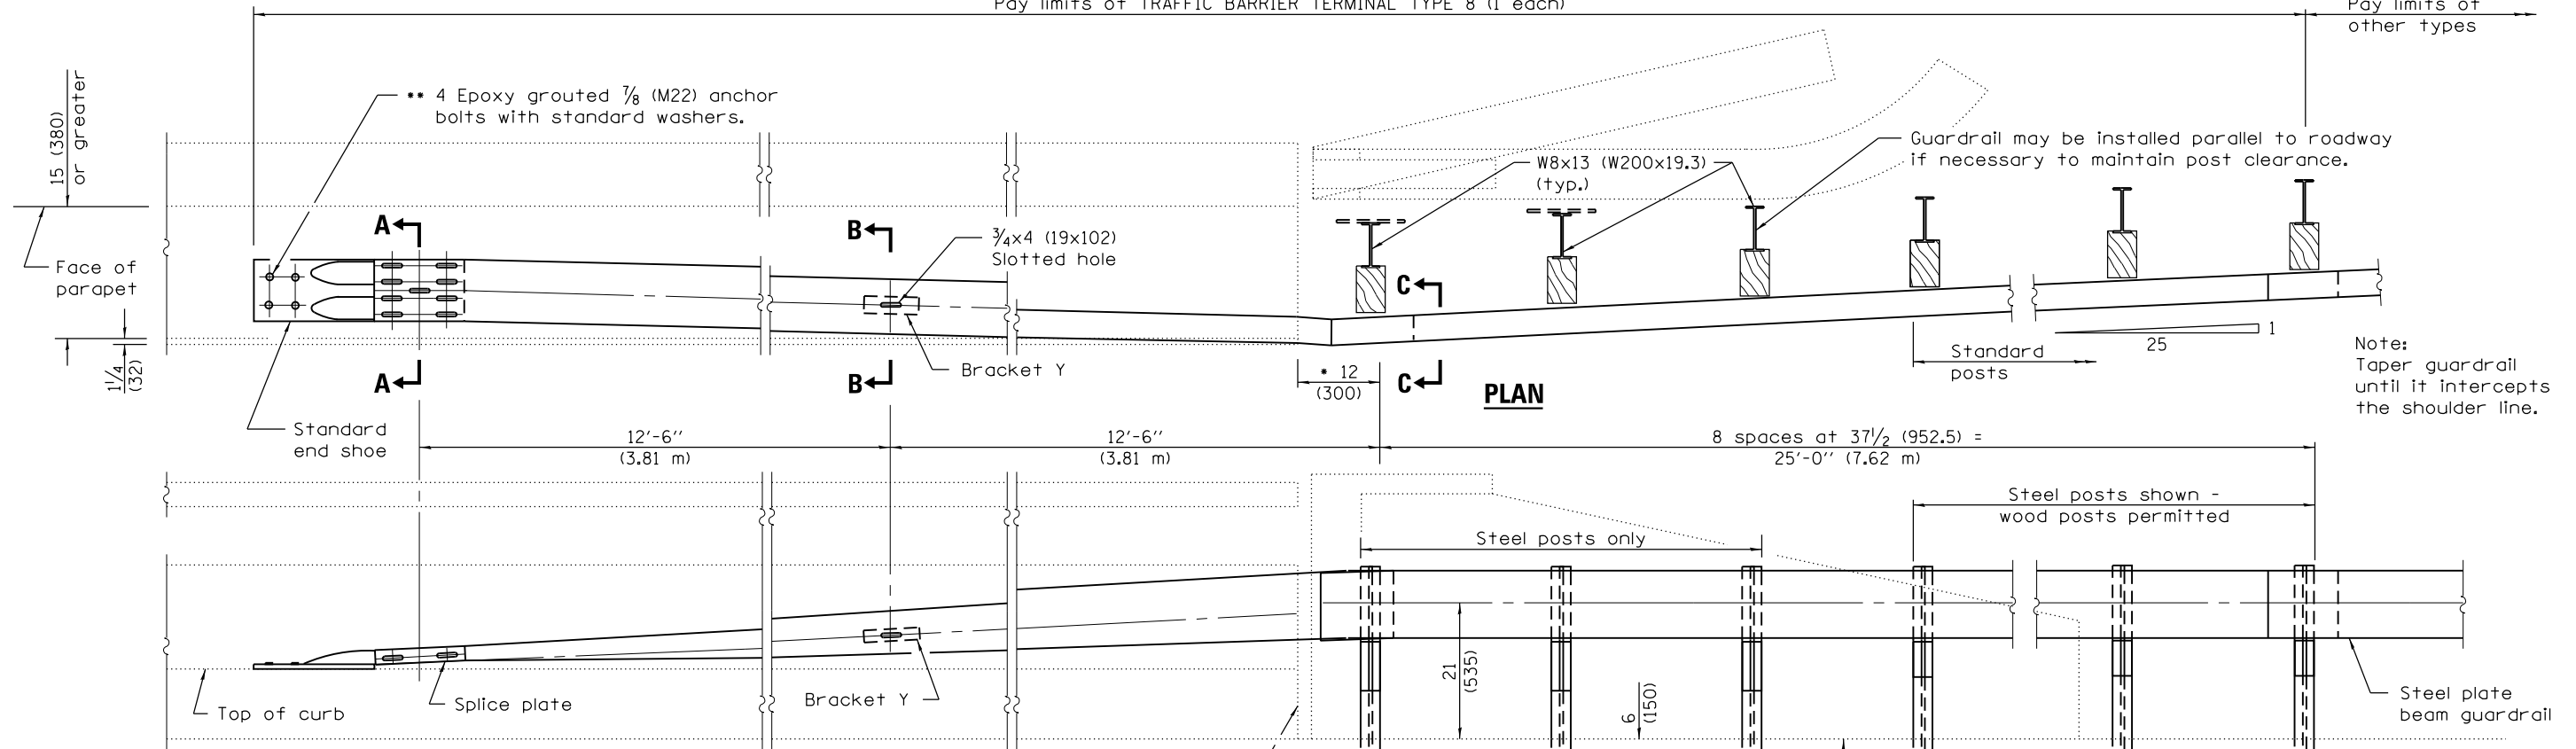 Pay limits of TRAFFIC BARRIER TERMINAL TYPE 8 (1 each)
Pay limits of
other types
15 (380)
or greater
** 4 Epoxy grouted ⅞ (M22) anchor
bolts with standard washers.
Guardrail may be installed parallel to roadway
if necessary to maintain post clearance.
W8x13 (W200x19.3)
(typ.)
A
B
¾x4 (19x102)
Slotted hole
Face of
parapet
C
1
25
Standard
posts
Note:
Taper guardrail
until it intercepts
the shoulder line.
1¼
(32)
A
B
Bracket Y
* 12
(300)
C
PLAN
Standard
end shoe
12'-6''
(3.81 m)
12'-6''
(3.81 m)
8 spaces at 37½ (952.5) =
25'-0'' (7.62 m)
Steel posts shown -
wood posts permitted
Steel posts only
21
(535)
6
(150)
Top of curb
Splice plate
Bracket Y
Steel plate
beam guardrail